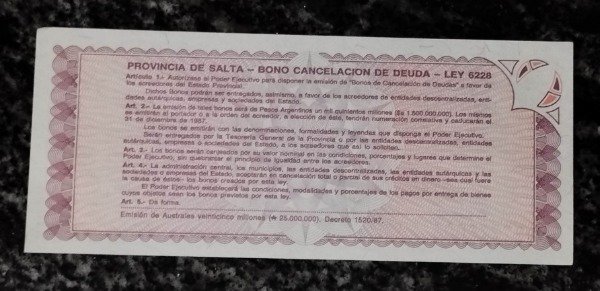 PROVINCIA DE SALTA - BONO CANCELACION DE DEUDA - LEY 6228
Artículo 1.- Autorízase al Poder Ejecutivo para disponer la emisión de "Bonos de Cancelación de Deudas" a favor de
los acreedores del Estado Provincial.
Dichos Bonos podrán ser entregados, asimismo, a favor de los acreedores de entidades descentralizadas, enti-
dades autárquicas, empresas y sociedades del Estado.
Art. 2.- La emisión de tales bonos será de Pesos Argentinos un mil quinientos millones ($a 1.500.000.000). Los mismos
se emitirán al portador o a la orden del acreedor, a elección de éste, tendrán numeración correlativa y caducarán el
31 de diciembre de 1987.
Los bonos se emitirán con las denominaciones, formalidades y leyendas que disponga el Poder Ejecutivo.
Serán entregados por la Tesorería General de la Provincia o por las entidades descentralizadas, entidades
autárquicas, empresas o sociedades del Estado, a los acreedores que así lo soliciten.
Art. 3.- Los bonos serán canjeados por su valor nominal en las condiciones, porcentajes y lugares que determine el
Poder Ejecutivo, sin quebrantar el principio de igualdad entre los acreedores.
Art. 4.- La administración central, los municipios, las entidades descentralizadas, las entidades autárquicas y las
sociedades o empresas del Estado aceptarán en cancelación total o parcial de sus créditos en dinero -sea cual fuere
la causa de éstos- los bonos creados por esta ley.
El Poder Ejecutivo establecerá las condiciones, modalidades y porcentajes de los pagos por entrega de bienes
cuyo objeto sean los bonos previstos por esta ley.
Art. 5.- De forma.
Emisión de Australes veinticinco millones (₳ 25.000.000). Decreto 1520/87.